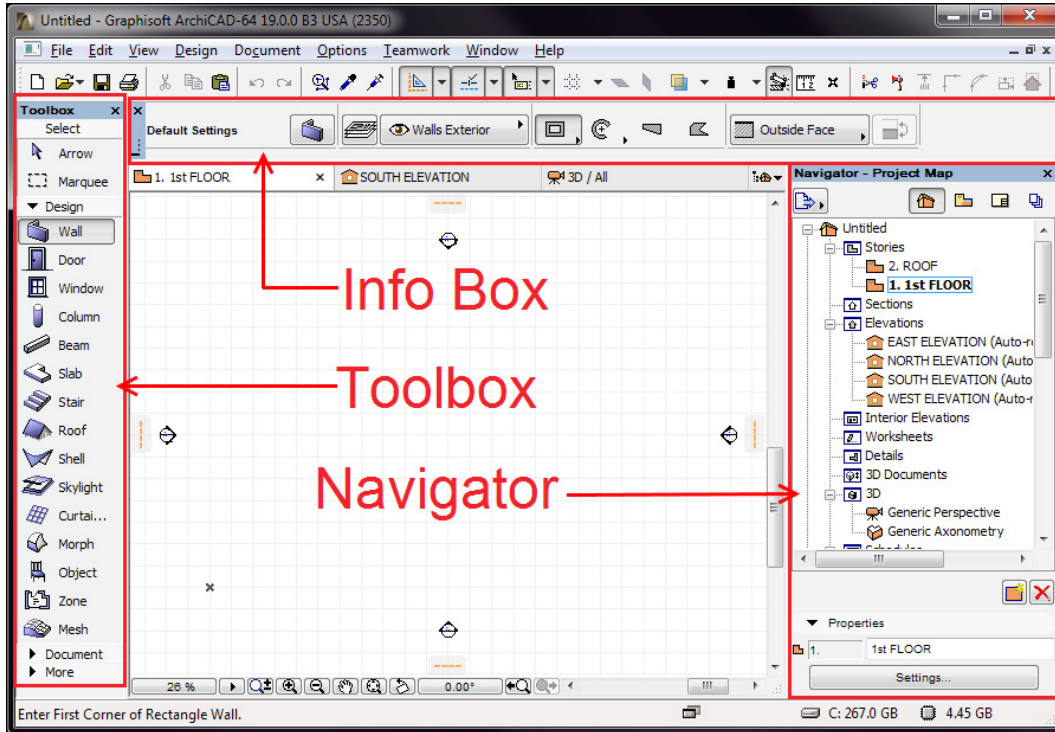 Untitled - Graphisoft ArchiCAD-64 19.0.0 B3 USA (2350)
File Edit View Design Document Options Teamwork Window Help
Toolbox
Select
Arrow
Marquee
Design
Wall
Door
Window
Column
Beam
Slab
Stair
Roof
Shell
Skylight
Curtai...
Morph
Object
Zone
Mesh
Document
More
Default Settings
Walls Exterior
Outside Face
1. 1st FLOOR
SOUTH ELEVATION
3D / All
Info Box
Toolbox
Navigator
Navigator - Project Map
Untitled
Stories
2. ROOF
1. 1st FLOOR
Sections
Elevations
EAST ELEVATION (Auto-r
NORTH ELEVATION (Auto
SOUTH ELEVATION (Auto
WEST ELEVATION (Auto-r
Interior Elevations
Worksheets
Details
3D Documents
3D
Generic Perspective
Generic Axonometry
Properties
1. 1st FLOOR
Settings...
26 %
0.00°
Enter First Corner of Rectangle Wall.
C: 267.0 GB
4.45 GB